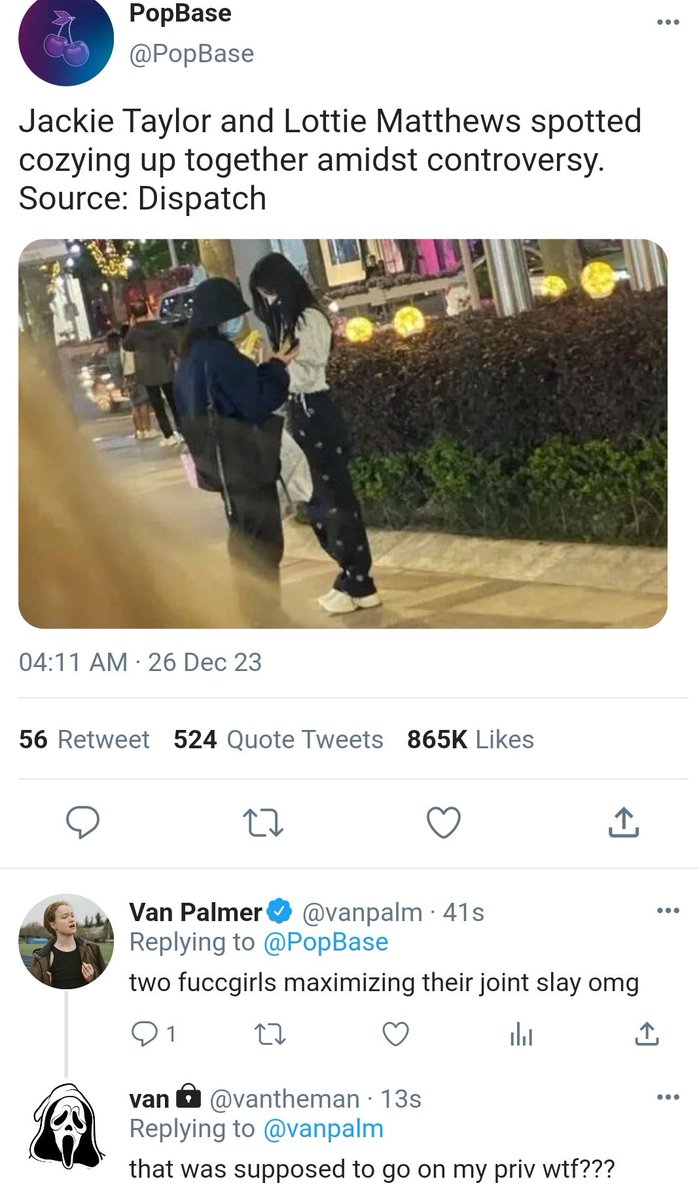 PopBase
@PopBase
Jackie Taylor and Lottie Matthews spotted
cozying up together amidst controversy.
Source: Dispatch
04:11 AM · 26 Dec 23
56 Retweet 524 Quote Tweets 865K Likes
Van Palmer @vanpalm · 41s
Replying to @PopBase
two fuccgirls maximizing their joint slay omg
1
van @vantheman · 13s
Replying to @vanpalm
that was supposed to go on my priv wtf???